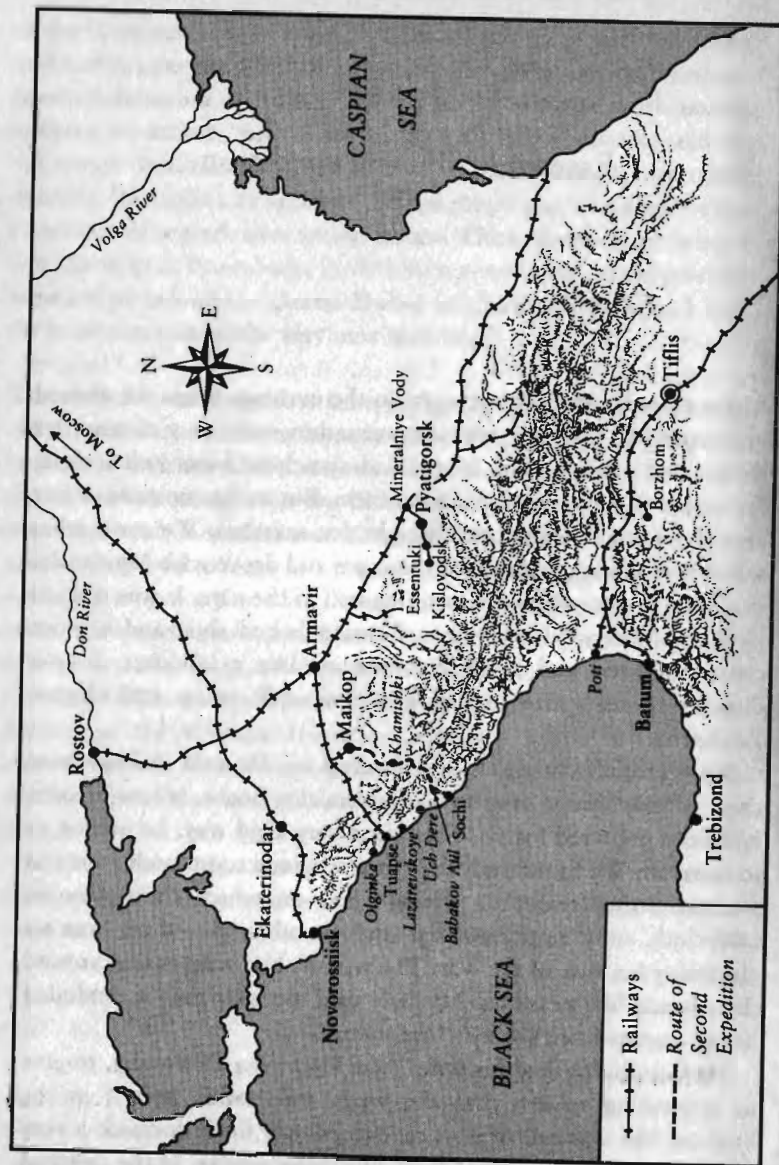 CASPIAN
SEA
Volga River
N
E
S
W
To Moscow
Don River
Rostov
Armavir
Mineralniye Vody
Pyatigorsk
Essentuki
Kislovodsk
Maikop
Khamishki
Ekaterinodar
Novorossiisk
Olginka
Tuapse
Lazarevskoye
Uch Dere
Babakov Aül
Sochi
Tiflis
Borzhom
Poti
Batum
Trebizond
BLACK SEA
Railways
Route of
Second
Expedition